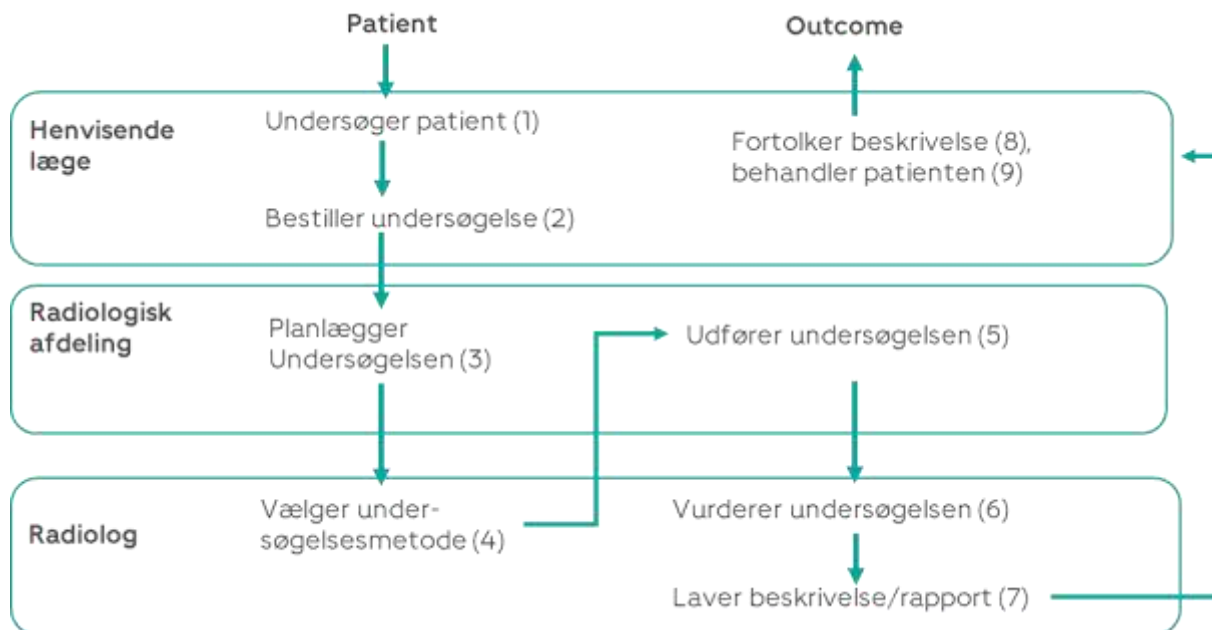 Patient
Outcome
Henvisende
læge
Undersøger patient (1)
Bestiller undersøgelse (2)
Fortolker beskrivelse (8),
behandler patienten (9)
Radiologisk
afdeling
Planlægger
Undersøgelsen (3)
Udfører undersøgelsen (5)
Radiolog
Vælger under-
søgelsesmetode (4)
Vurderer undersøgelsen (6)
Laver beskrivelse/rapport (7)